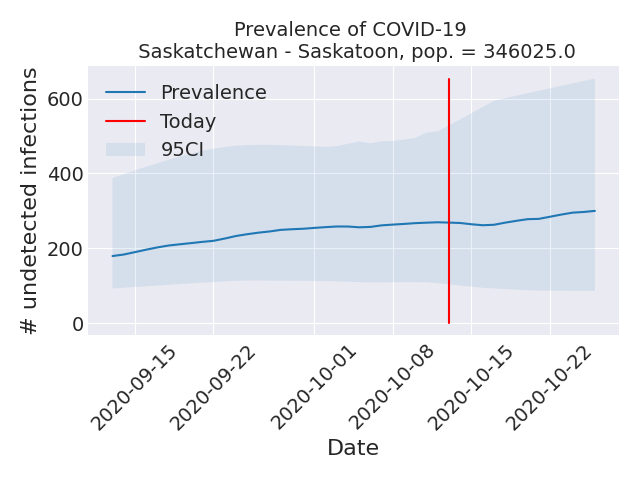 Prevalence of COVID-19
Saskatchewan - Saskatoon, pop. = 346025.0
# undetected infections
600
400
200
0
Prevalence
Today
95CI
2020-09-15
2020-09-22
2020-10-01
2020-10-08
2020-10-15
2020-10-22
Date